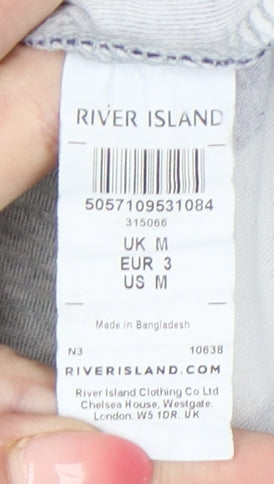 RIVER ISLAND
5057109531084
315066
UK M
EUR 3
US M
Made in Bangladesh
N3 10638
RIVERISLAND.COM
River Island Clothing Co Ltd
Chelsea House, Westgate.
London. W5 1DR. UK